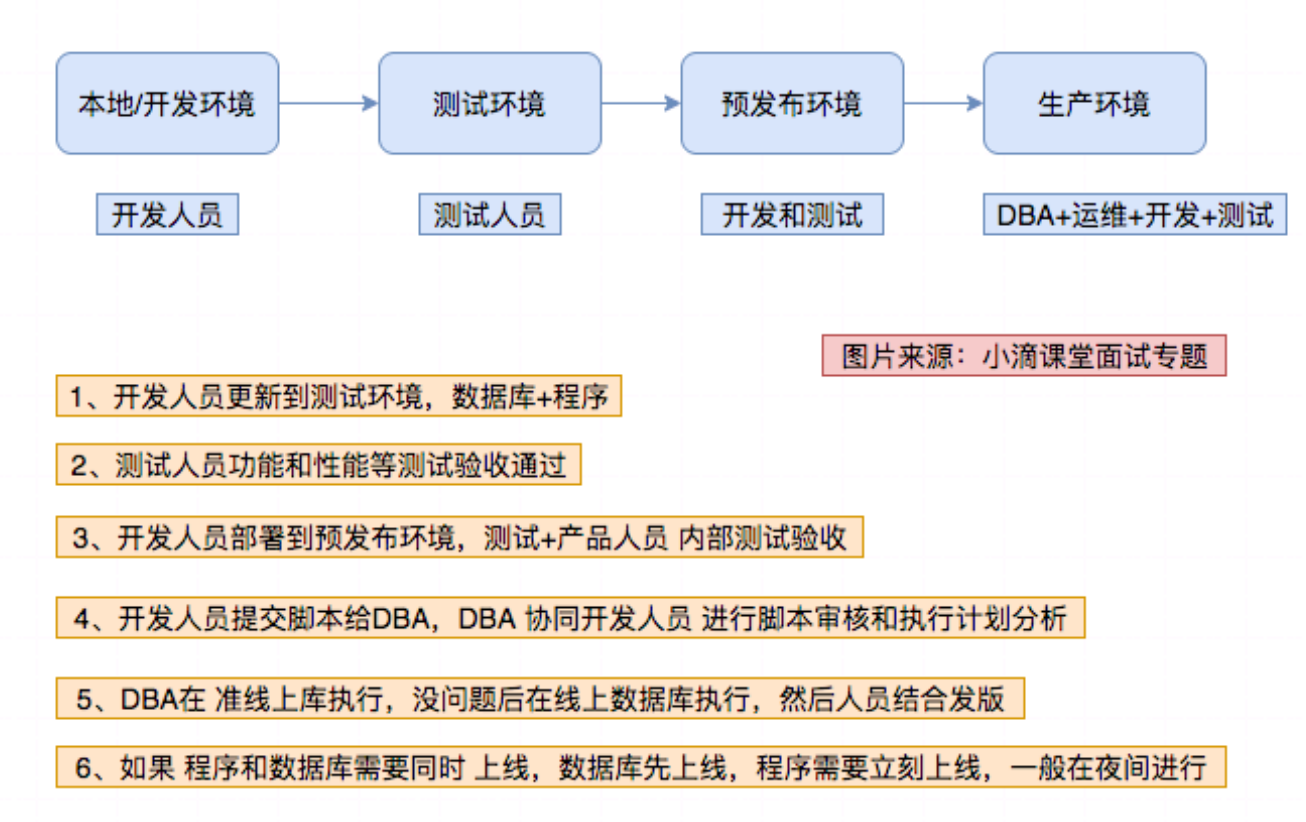 本地/开发环境
测试环境
预发布环境
生产环境
开发人员
测试人员
开发和测试
DBA+运维+开发+测试
图片来源：小滴课堂面试专题
1、开发人员更新到测试环境，数据库+程序
2、测试人员功能和性能等测试验收通过
3、开发人员部署到预发布环境，测试+产品人员 内部测试验收
4、开发人员提交脚本给DBA，DBA 协同开发人员 进行脚本审核和执行计划分析
5、DBA在 准线上库执行，没问题后在线上数据库执行，然后人员结合发版
6、如果 程序和数据库需要同时 上线，数据库先上线，程序需要立刻上线，一般在夜间进行